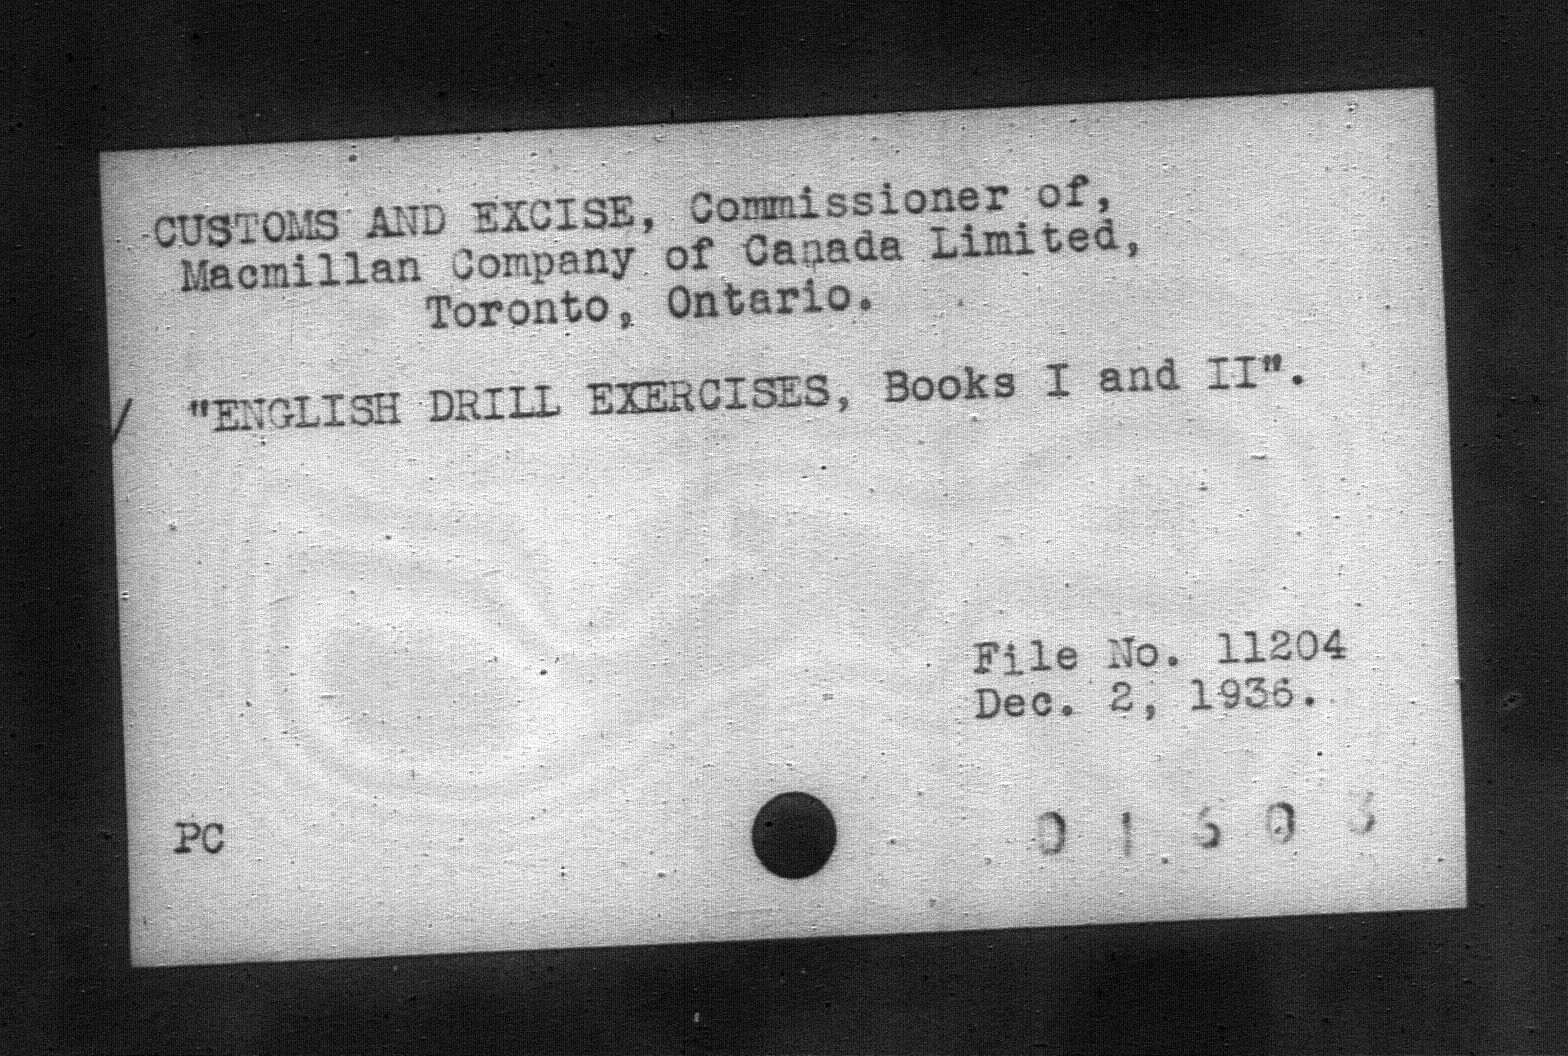 CUSTOMS AND EXCISE, Commissioner of,
Macmillan Company of Canada Limited,
Toronto, Ontario.
/ "ENGLISH DRILL EXERCISES, Books I and II".
File No. 11204
Dec. 2, 1936.
PC